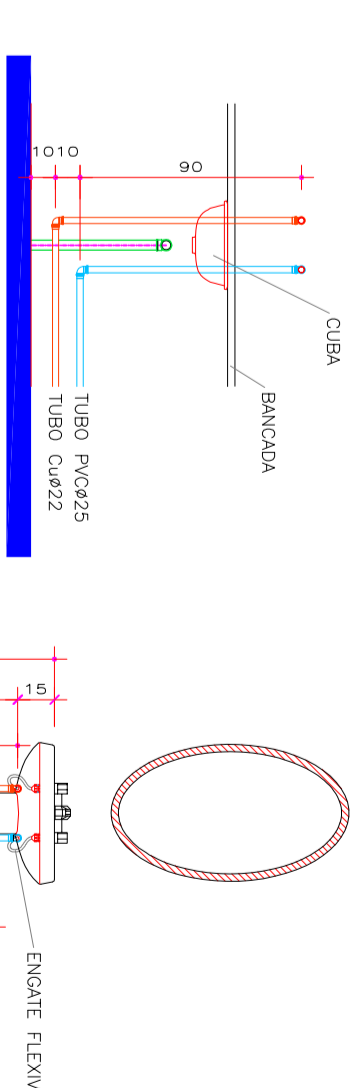 1010
90
CUBA
BANCADA
TUBO PVCØ25
TUBO CuØ22
15
ENGATE FLEXIV